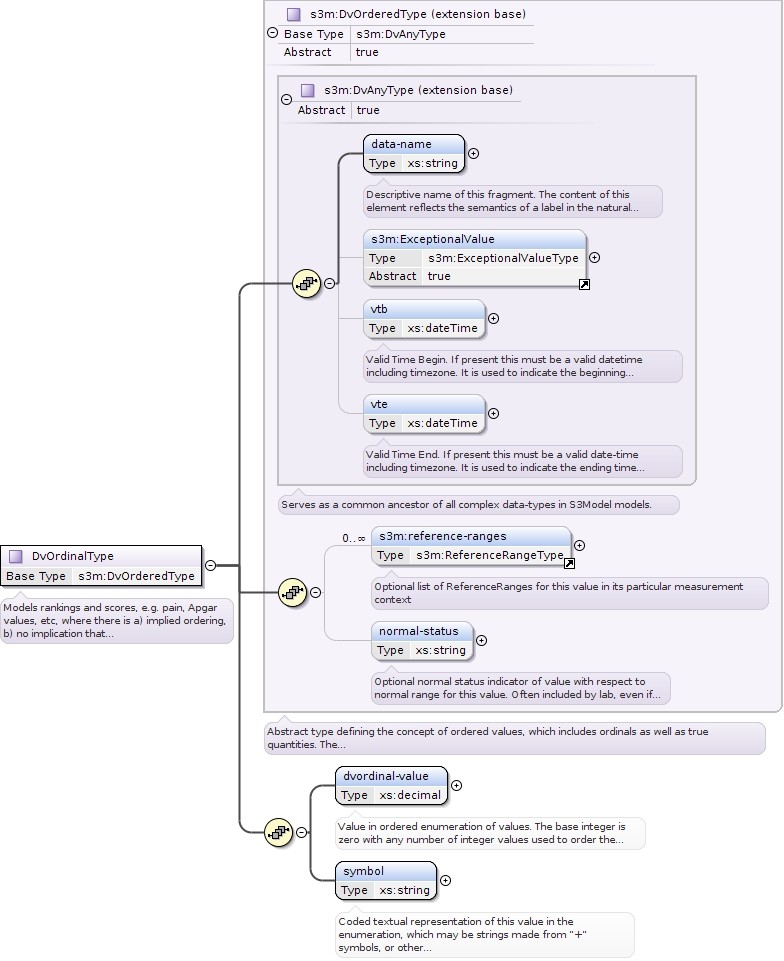 s3m:DvOrderedType (extension base)
Base Type s3m:DvAnyType
Abstract true
s3m:DvAnyType (extension base)
Abstract true
data-name
Type xs:string
Descriptive name of this fragment. The content of this
element reflects the semantics of a label in the natural...
s3m:ExceptionalValue
Type s3m:ExceptionalValueType
Abstract true
vtb
Type xs:dateTime
Valid Time Begin. If present this must be a valid datetime
including timezone. It is used to indicate the beginning...
vte
Type xs:dateTime
Valid Time End. If present this must be a valid date-time
including timezone. It is used to indicate the ending time...
Serves as a common ancestor of all complex data-types in S3Model models.
DvOrdinalType
Base Type s3m:DvOrderedType
Models rankings and scores, e.g. pain, Apgar
values, etc, where there is a) implied ordering,
b) no implication that...
0..∞
s3m:reference-ranges
Type s3m:ReferenceRangeType
Optional list of ReferenceRanges for this value in its particular measurement
context
normal-status
Type xs:string
Optional normal status indicator of value with respect to
normal range for this value. Often included by lab, even if...
Abstract type defining the concept of ordered values, which includes ordinals as well as true
quantities. The...
dvordinal-value
Type xs:decimal
Value in ordered enumeration of values. The base integer is
zero with any number of integer values used to order the...
symbol
Type xs:string
Coded textual representation of this value in the
enumeration, which may be strings made from "+"
symbols, or other...